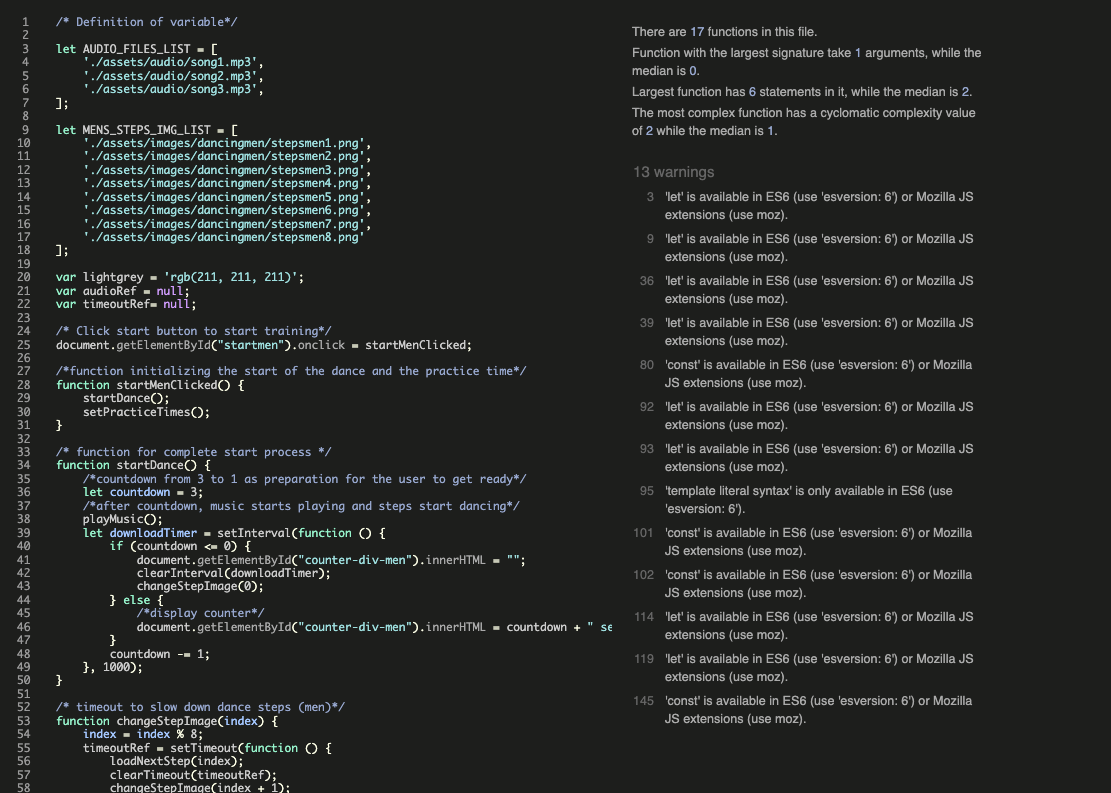 1 /* Definition of variable*/
2
3 let AUDIO_FILES_LIST = [
4 './assets/audio/song1.mp3',
5 './assets/audio/song2.mp3',
6 './assets/audio/song3.mp3',
7 ];
8
9 let MENS_STEPS_IMG_LIST = [
10 './assets/images/dancingmen/stepsmen1.png',
11 './assets/images/dancingmen/stepsmen2.png',
12 './assets/images/dancingmen/stepsmen3.png',
13 './assets/images/dancingmen/stepsmen4.png',
14 './assets/images/dancingmen/stepsmen5.png',
15 './assets/images/dancingmen/stepsmen6.png',
16 './assets/images/dancingmen/stepsmen7.png',
17 './assets/images/dancingmen/stepsmen8.png'
18 ];
19
20 var lightgrey = 'rgb(211, 211, 211)';
21 var audioRef = null;
22 var timeoutRef= null;
23
24 /* Click start button to start training*/
25 document.getElementById("startmen").onclick = startMenClicked;
26
27 /*function initializing the start of the dance and the practice time*/
28 function startMenClicked() {
29 startDance();
30 setPracticeTimes();
31 }
32
33 /* function for complete start process */
34 function startDance() {
35 /*countdown from 3 to 1 as preparation for the user to get ready*/
36 let countdown = 3;
37 /*after countdown, music starts playing and steps start dancing*/
38 playMusic();
39 let downloadTimer = setInterval(function () {
40 if (countdown <= 0) {
41 document.getElementById("counter-div-men").innerHTML = "";
42 clearInterval(downloadTimer);
43 changeStepImage(0);
44 } else {
45 /*display counter*/
46 document.getElementById("counter-div-men").innerHTML = countdown + " se
47 }
48 countdown -= 1;
49 }, 1000);
50 }
51
52 /* timeout to slow down dance steps (men)*/
53 function changeStepImage(index) {
54 index = index % 8;
55 timeoutRef = setTimeout(function () {
56 loadNextStep(index);
57 clearTimeout(timeoutRef);
58 changeStepImage(index + 1);
There are 17 functions in this file.
Function with the largest signature take 1 arguments, while the
median is 0.
Largest function has 6 statements in it, while the median is 2.
The most complex function has a cyclomatic complexity value
of 2 while the median is 1.
13 warnings
3 'let' is available in ES6 (use 'esversion: 6') or Mozilla JS
extensions (use moz).
9 'let' is available in ES6 (use 'esversion: 6') or Mozilla JS
extensions (use moz).
36 'let' is available in ES6 (use 'esversion: 6') or Mozilla JS
extensions (use moz).
39 'let' is available in ES6 (use 'esversion: 6') or Mozilla JS
extensions (use moz).
80 'const' is available in ES6 (use 'esversion: 6') or Mozilla
JS extensions (use moz).
92 'let' is available in ES6 (use 'esversion: 6') or Mozilla JS
extensions (use moz).
93 'let' is available in ES6 (use 'esversion: 6') or Mozilla JS
extensions (use moz).
95 'template literal syntax' is only available in ES6 (use
'esversion: 6').
101 'const' is available in ES6 (use 'esversion: 6') or Mozilla
JS extensions (use moz).
102 'const' is available in ES6 (use 'esversion: 6') or Mozilla
JS extensions (use moz).
114 'let' is available in ES6 (use 'esversion: 6') or Mozilla JS
extensions (use moz).
119 'let' is available in ES6 (use 'esversion: 6') or Mozilla JS
extensions (use moz).
145 'const' is available in ES6 (use 'esversion: 6') or Mozilla
JS extensions (use moz).